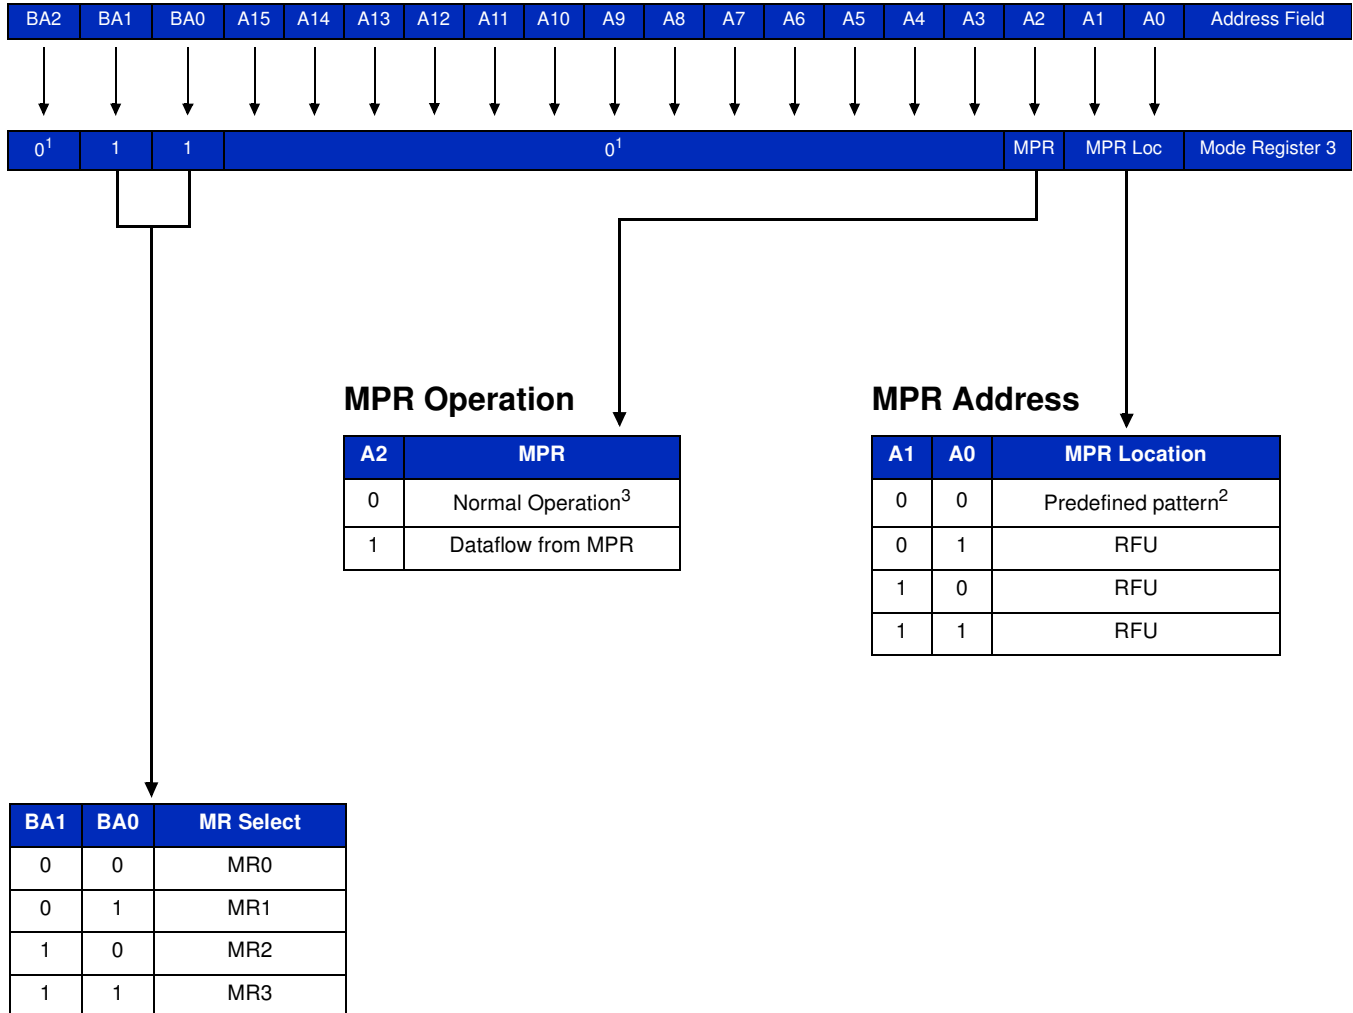 BA2 BA1 BA0 A15 A14 A13 A12 A11 A10 A9 A8 A7 A6 A5 A4 A3 A2 A1 A0 Address Field
0¹ 1 1 0¹ MPR MPR Loc Mode Register 3
MPR Operation
A2 MPR
0 Normal Operation³
1 Dataflow from MPR
MPR Address
A1 A0 MPR Location
0 0 Predefined pattern²
0 1 RFU
1 0 RFU
1 1 RFU
BA1 BA0 MR Select
0 0 MR0
0 1 MR1
1 0 MR2
1 1 MR3